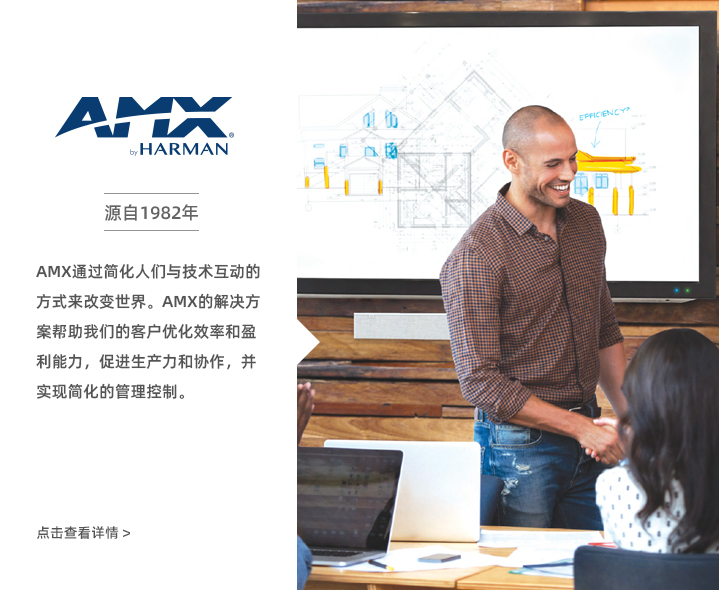 AMX®
by HARMAN
源自1982年
AMX通过简化人们与技术互动的
方式来改变世界。AMX的解决方
案帮助我们的客户优化效率和盈
利能力，促进生产力和协作，并
实现简化的管理控制。
点击查看详情 >
EFFICIENCY?